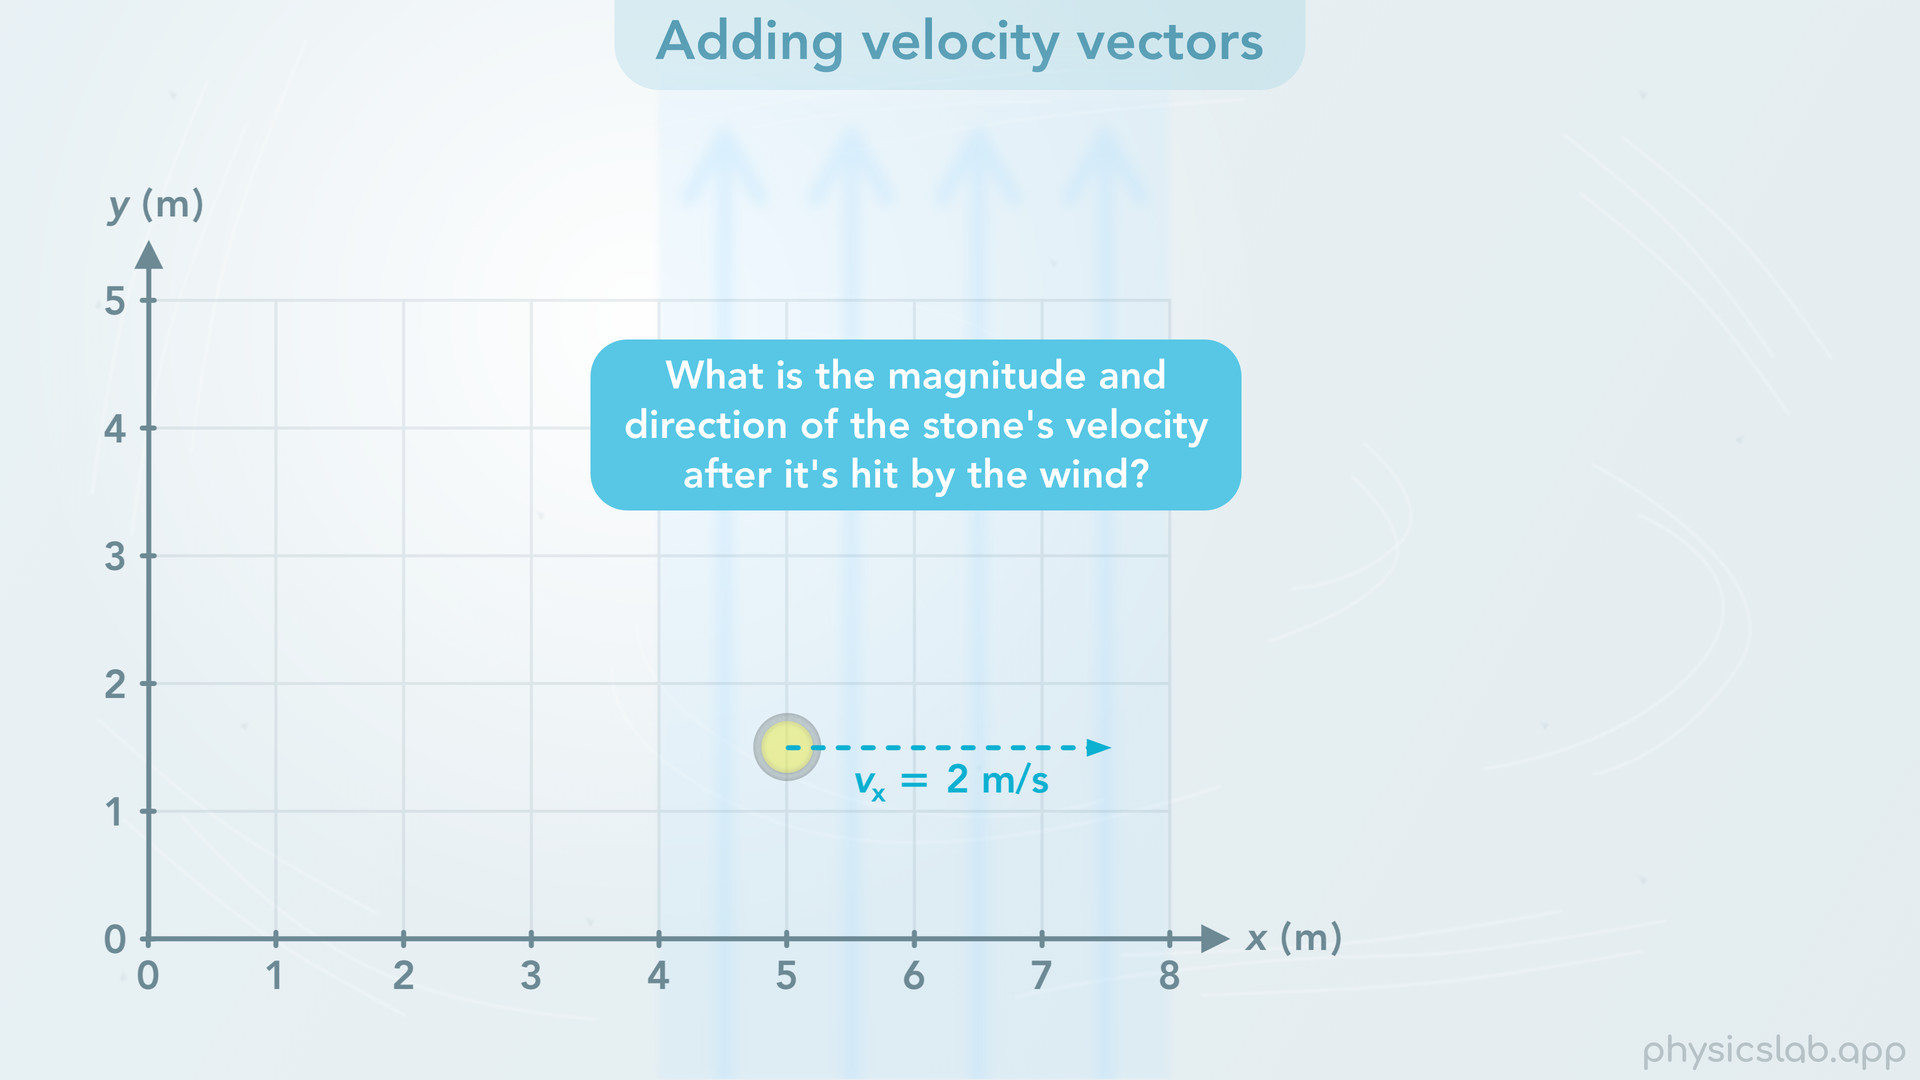 Adding velocity vectors
y (m)
5
4
3
2
1
0
What is the magnitude and
direction of the stone's velocity
after it's hit by the wind?
vx = 2 m/s
0 1 2 3 4 5 6 7 8
x (m)
physicslab.app